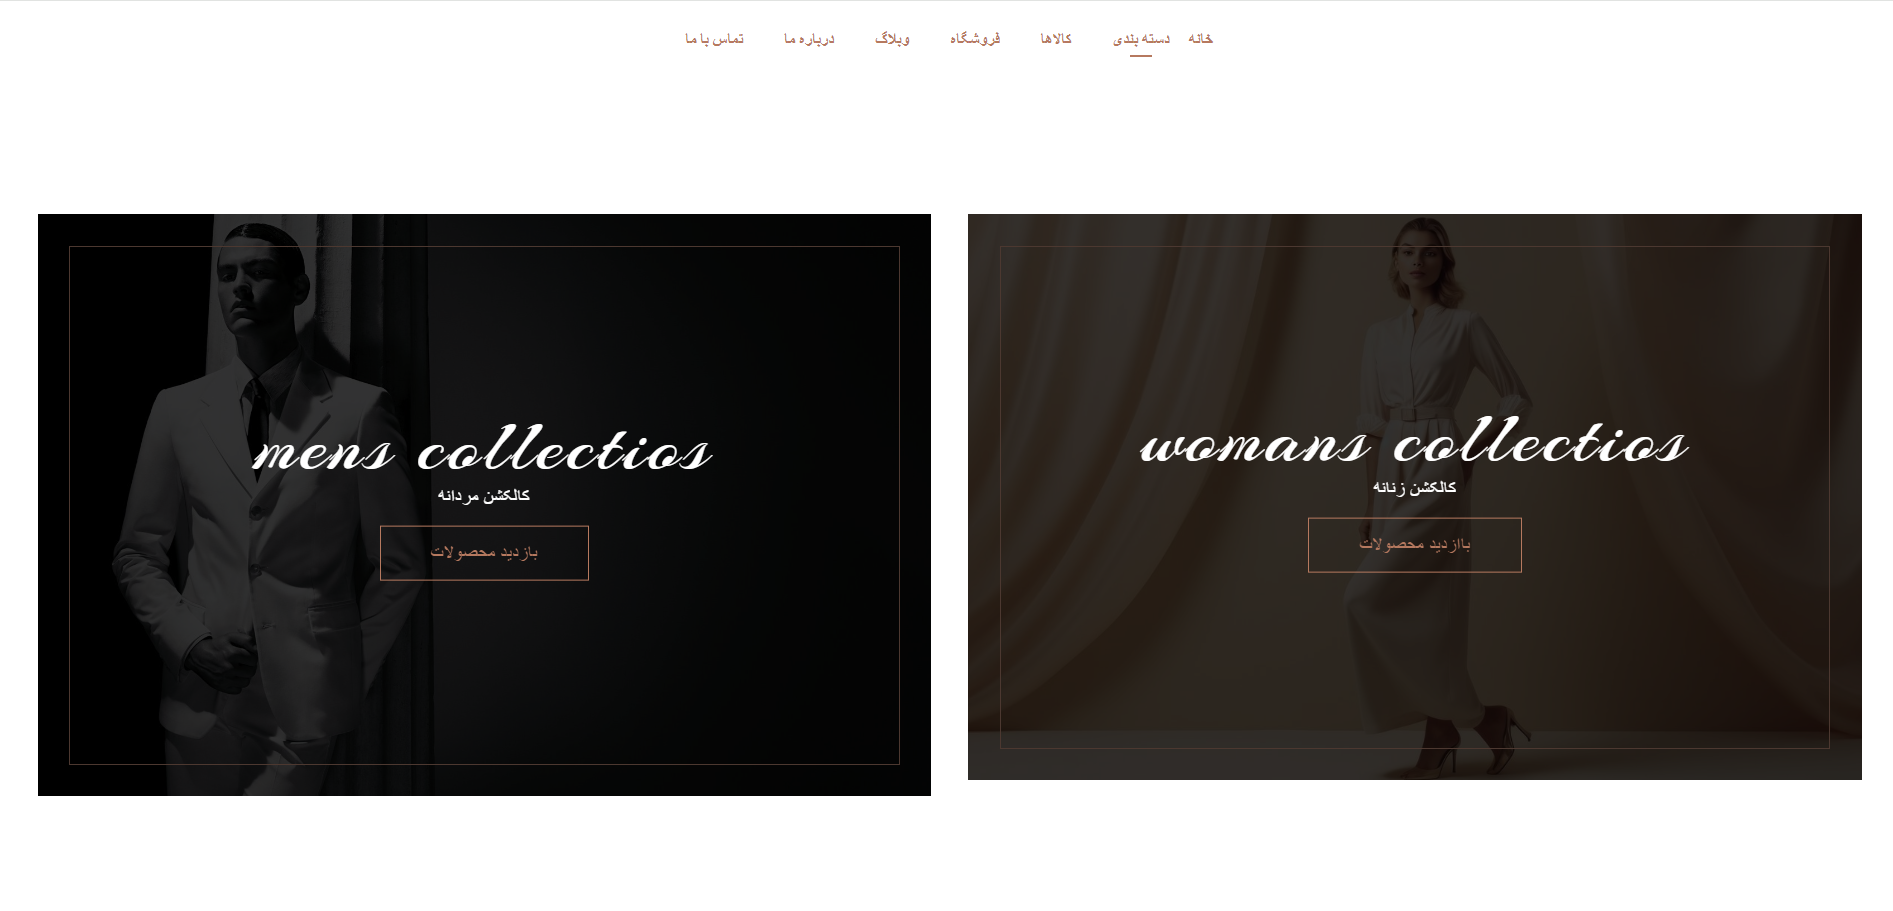 خانه دسته بندی کالاها فروشگاه وبلاگ درباره ما تماس با ما
womans collectios
کالکشن زنانه
باازدید محصولات
mens collectios
کالکشن مردانه
بازدید محصولات